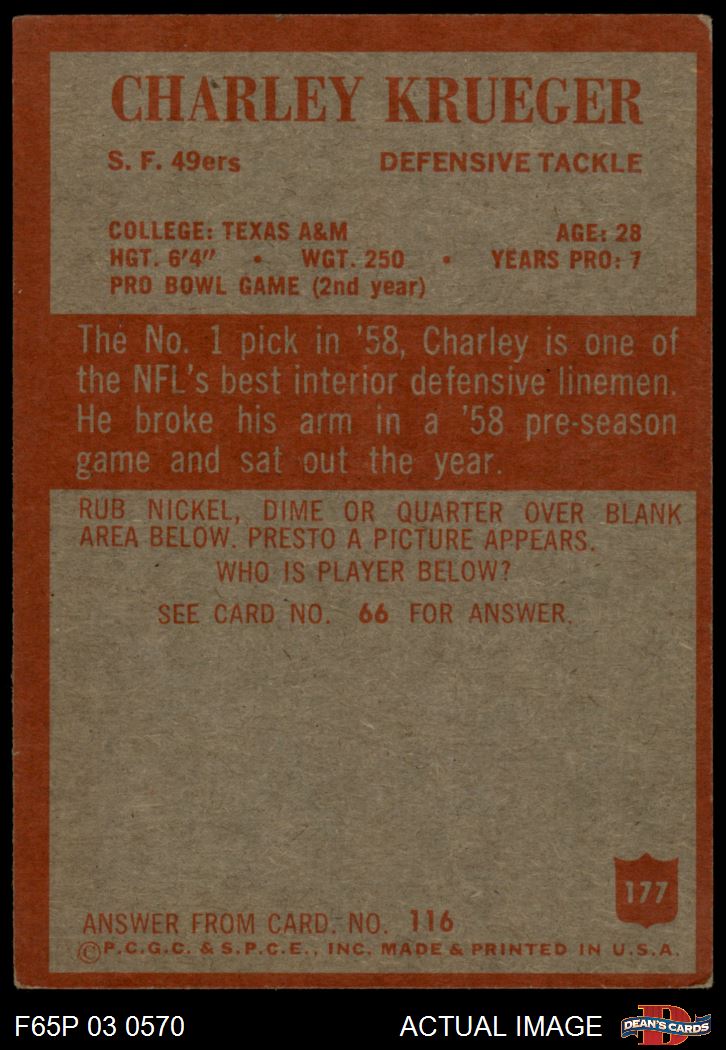 CHARLEY KRUEGER
S. F. 49ers DEFENSIVE TACKLE
COLLEGE: TEXAS A&M AGE: 28
HGT. 6'4" • WGT. 250 • YEARS PRO: 7
PRO BOWL GAME (2nd year)
The No. 1 pick in '58, Charley is one of
the NFL's best interior defensive linemen.
He broke his arm in a '58 pre-season
game and sat out the year.
RUB NICKEL, DIME OR QUARTER OVER BLANK
AREA BELOW. PRESTO A PICTURE APPEARS.
WHO IS PLAYER BELOW?
SEE CARD NO. 66 FOR ANSWER.
177
ANSWER FROM CARD. NO. 116
©P.C.G.C. & S.P.C.E., INC. MADE & PRINTED IN U.S.A.
F65P 03 0570 ACTUAL IMAGE
D
DEAN'S CARDS